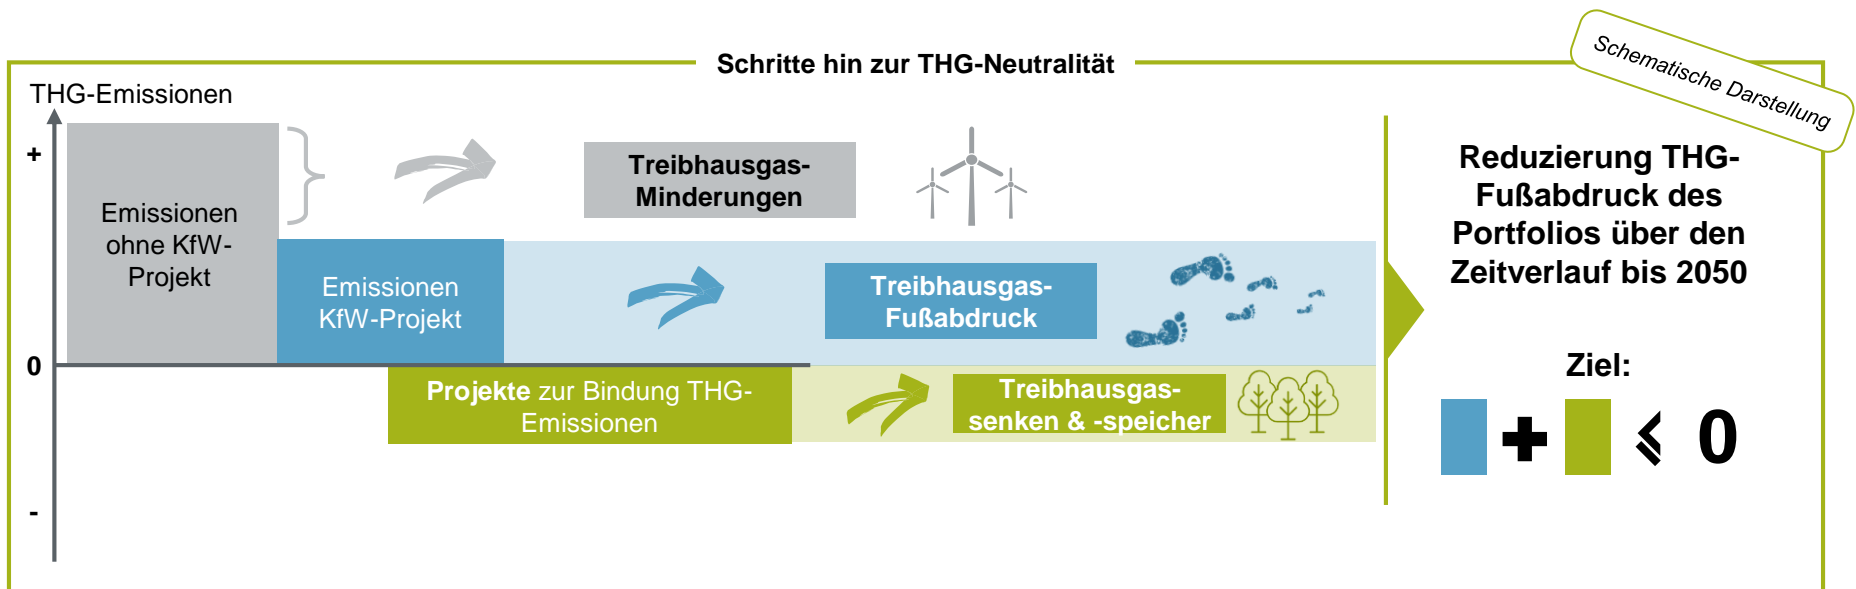 Schritte hin zur THG-Neutralität
Schematische Darstellung
THG-Emissionen
+
0
-
Emissionen
ohne KfW-
Projekt
Treibhausgas-
Minderungen
Emissionen
KfW-Projekt
Treibhausgas-
Fußabdruck
Projekte zur Bindung THG-
Emissionen
Treibhausgas-
senken & -speicher
Reduzierung THG-
Fußabdruck des
Portfolios über den
Zeitverlauf bis 2050
Ziel:
+ ≤ 0